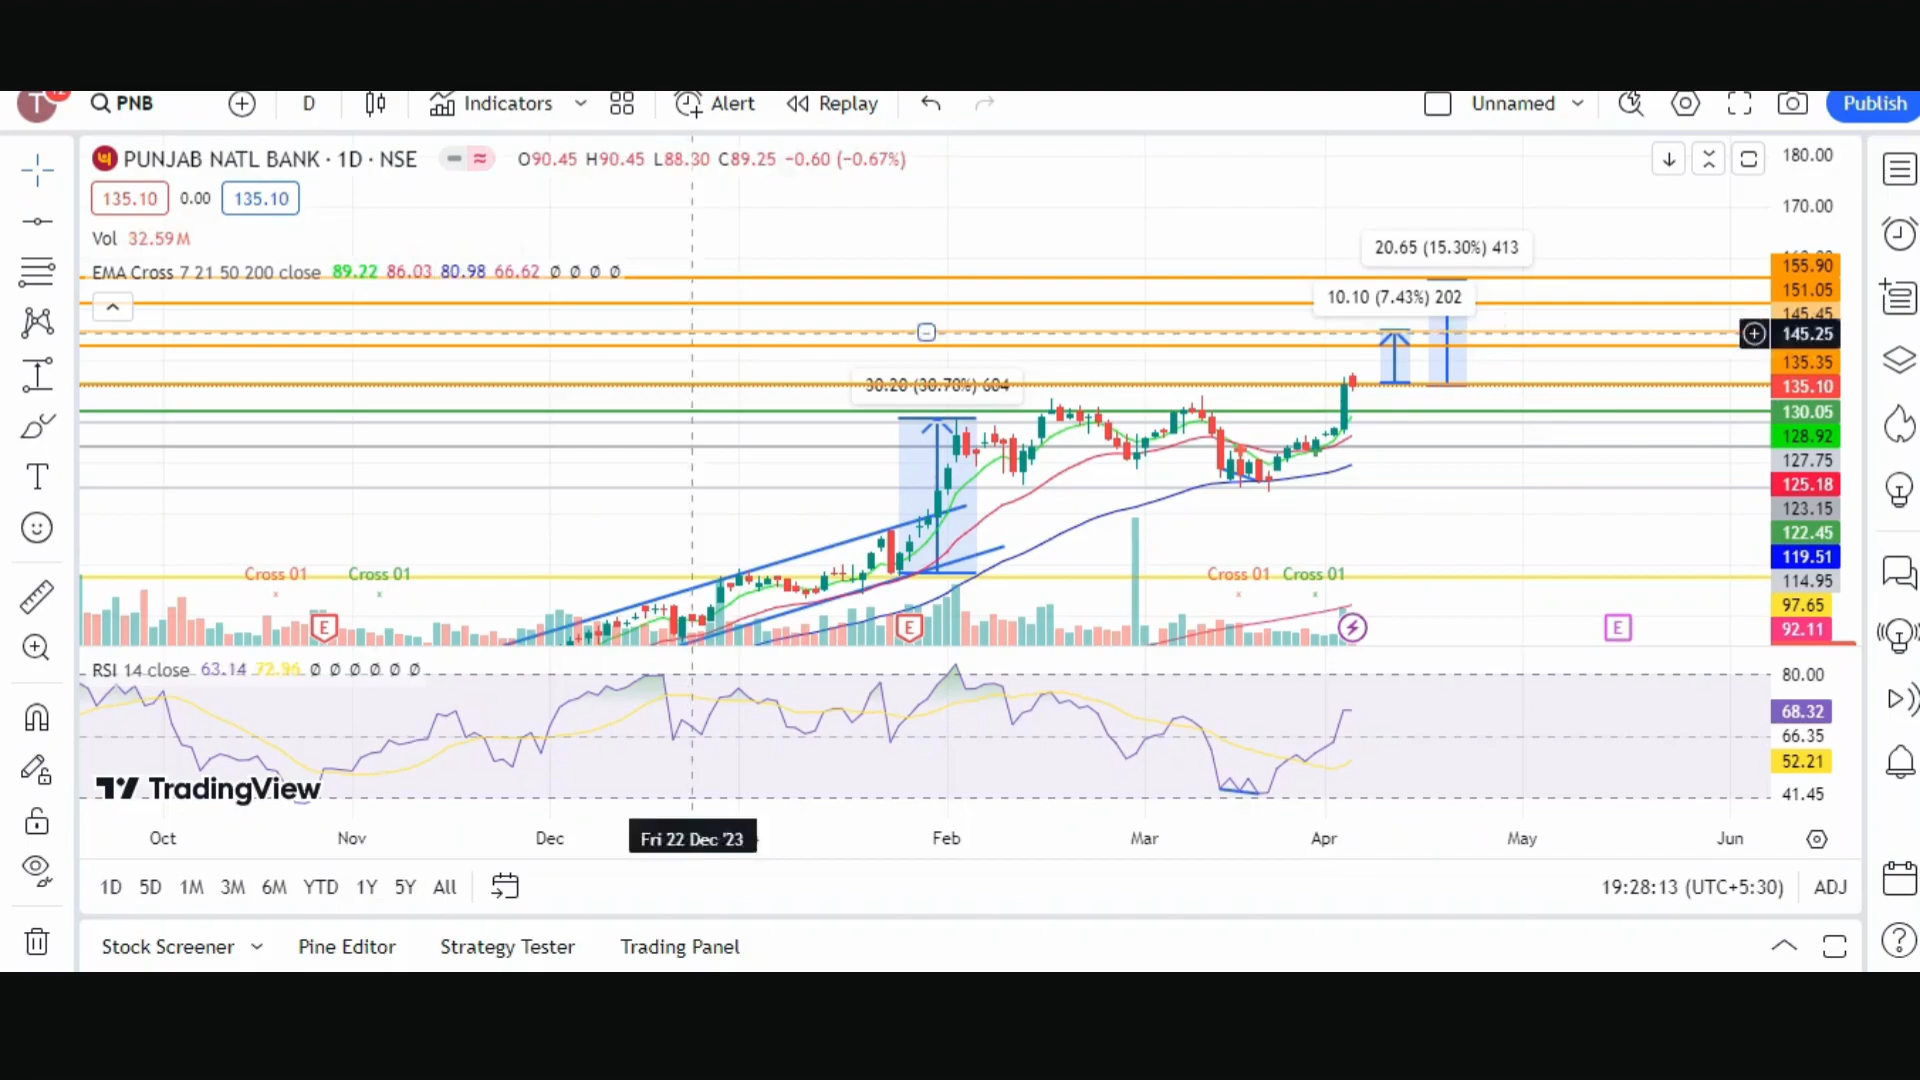 T 12 PNB D Indicators Alert Replay Unnamed Publish
PUNJAB NATL BANK · 1D · NSE O90.45 H90.45 L88.30 C89.25 −0.60 (−0.67%)
135.10 0.00 135.10
Vol 32.59M
EMA Cross 7 21 50 200 close 89.22 86.03 80.98 66.62 Ø Ø Ø Ø
20.65 (15.30%) 413
10.10 (7.43%) 202
30.20 (30.70%) 604
180.00
170.00
155.90
151.05
145.45
145.25
135.35
135.10
130.05
128.92
127.75
125.18
123.15
122.45
119.51
114.95
97.65
92.11
Cross 01 Cross 01 Cross 01 Cross 01
E E E
RSI 14 close 63.14 72.96 Ø Ø Ø Ø Ø Ø
80.00
68.32
66.35
52.21
41.45
TradingView
Oct Nov Dec Fri 22 Dec '23 Feb Mar Apr May Jun
1D 5D 1M 3M 6M YTD 1Y 5Y All 19:28:13 (UTC+5:30) ADJ
Stock Screener Pine Editor Strategy Tester Trading Panel